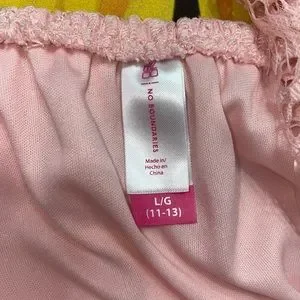 NO BOUNDARIES
Made in/
Hecho en
China
L/G
(11-13)